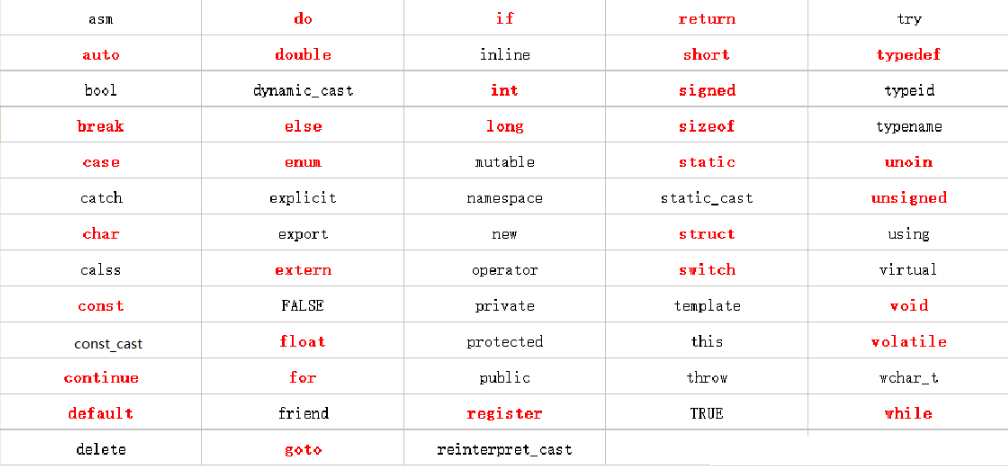 asm do if return try
auto double inline short typedef
bool dynamic_cast int signed typeid
break else long sizeof typename
case enum mutable static unoin
catch explicit namespace static_cast unsigned
char export new struct using
calss extern operator switch virtual
const FALSE private template void
const_cast float protected this volatile
continue for public throw wchar_t
default friend register TRUE while
delete goto reinterpret_cast